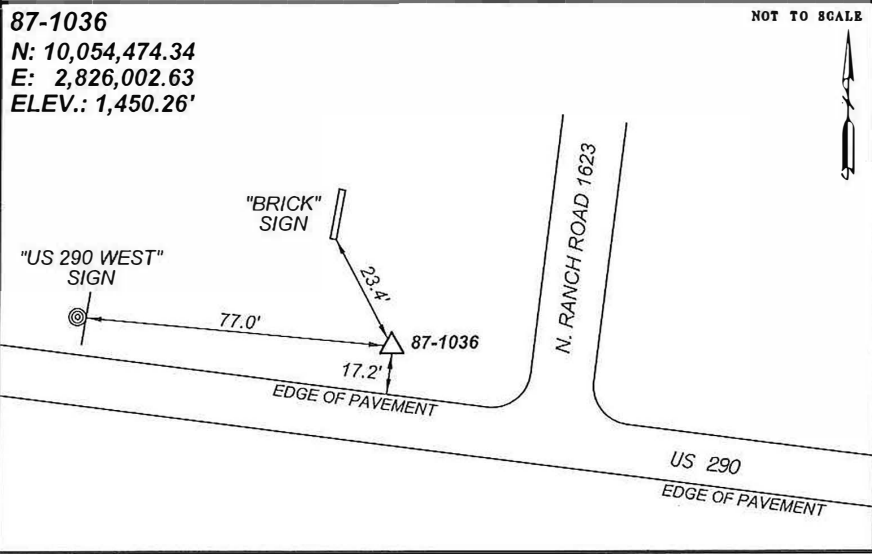 87-1036
N: 10,054,474.34
E: 2,826,002.63
ELEV.: 1,450.26'
NOT TO SCALE
N. RANCH ROAD 1623
"BRICK"
SIGN
"US 290 WEST"
SIGN
23.4'
77.0'
87-1036
17.2'
EDGE OF PAVEMENT
US 290
EDGE OF PAVEMENT